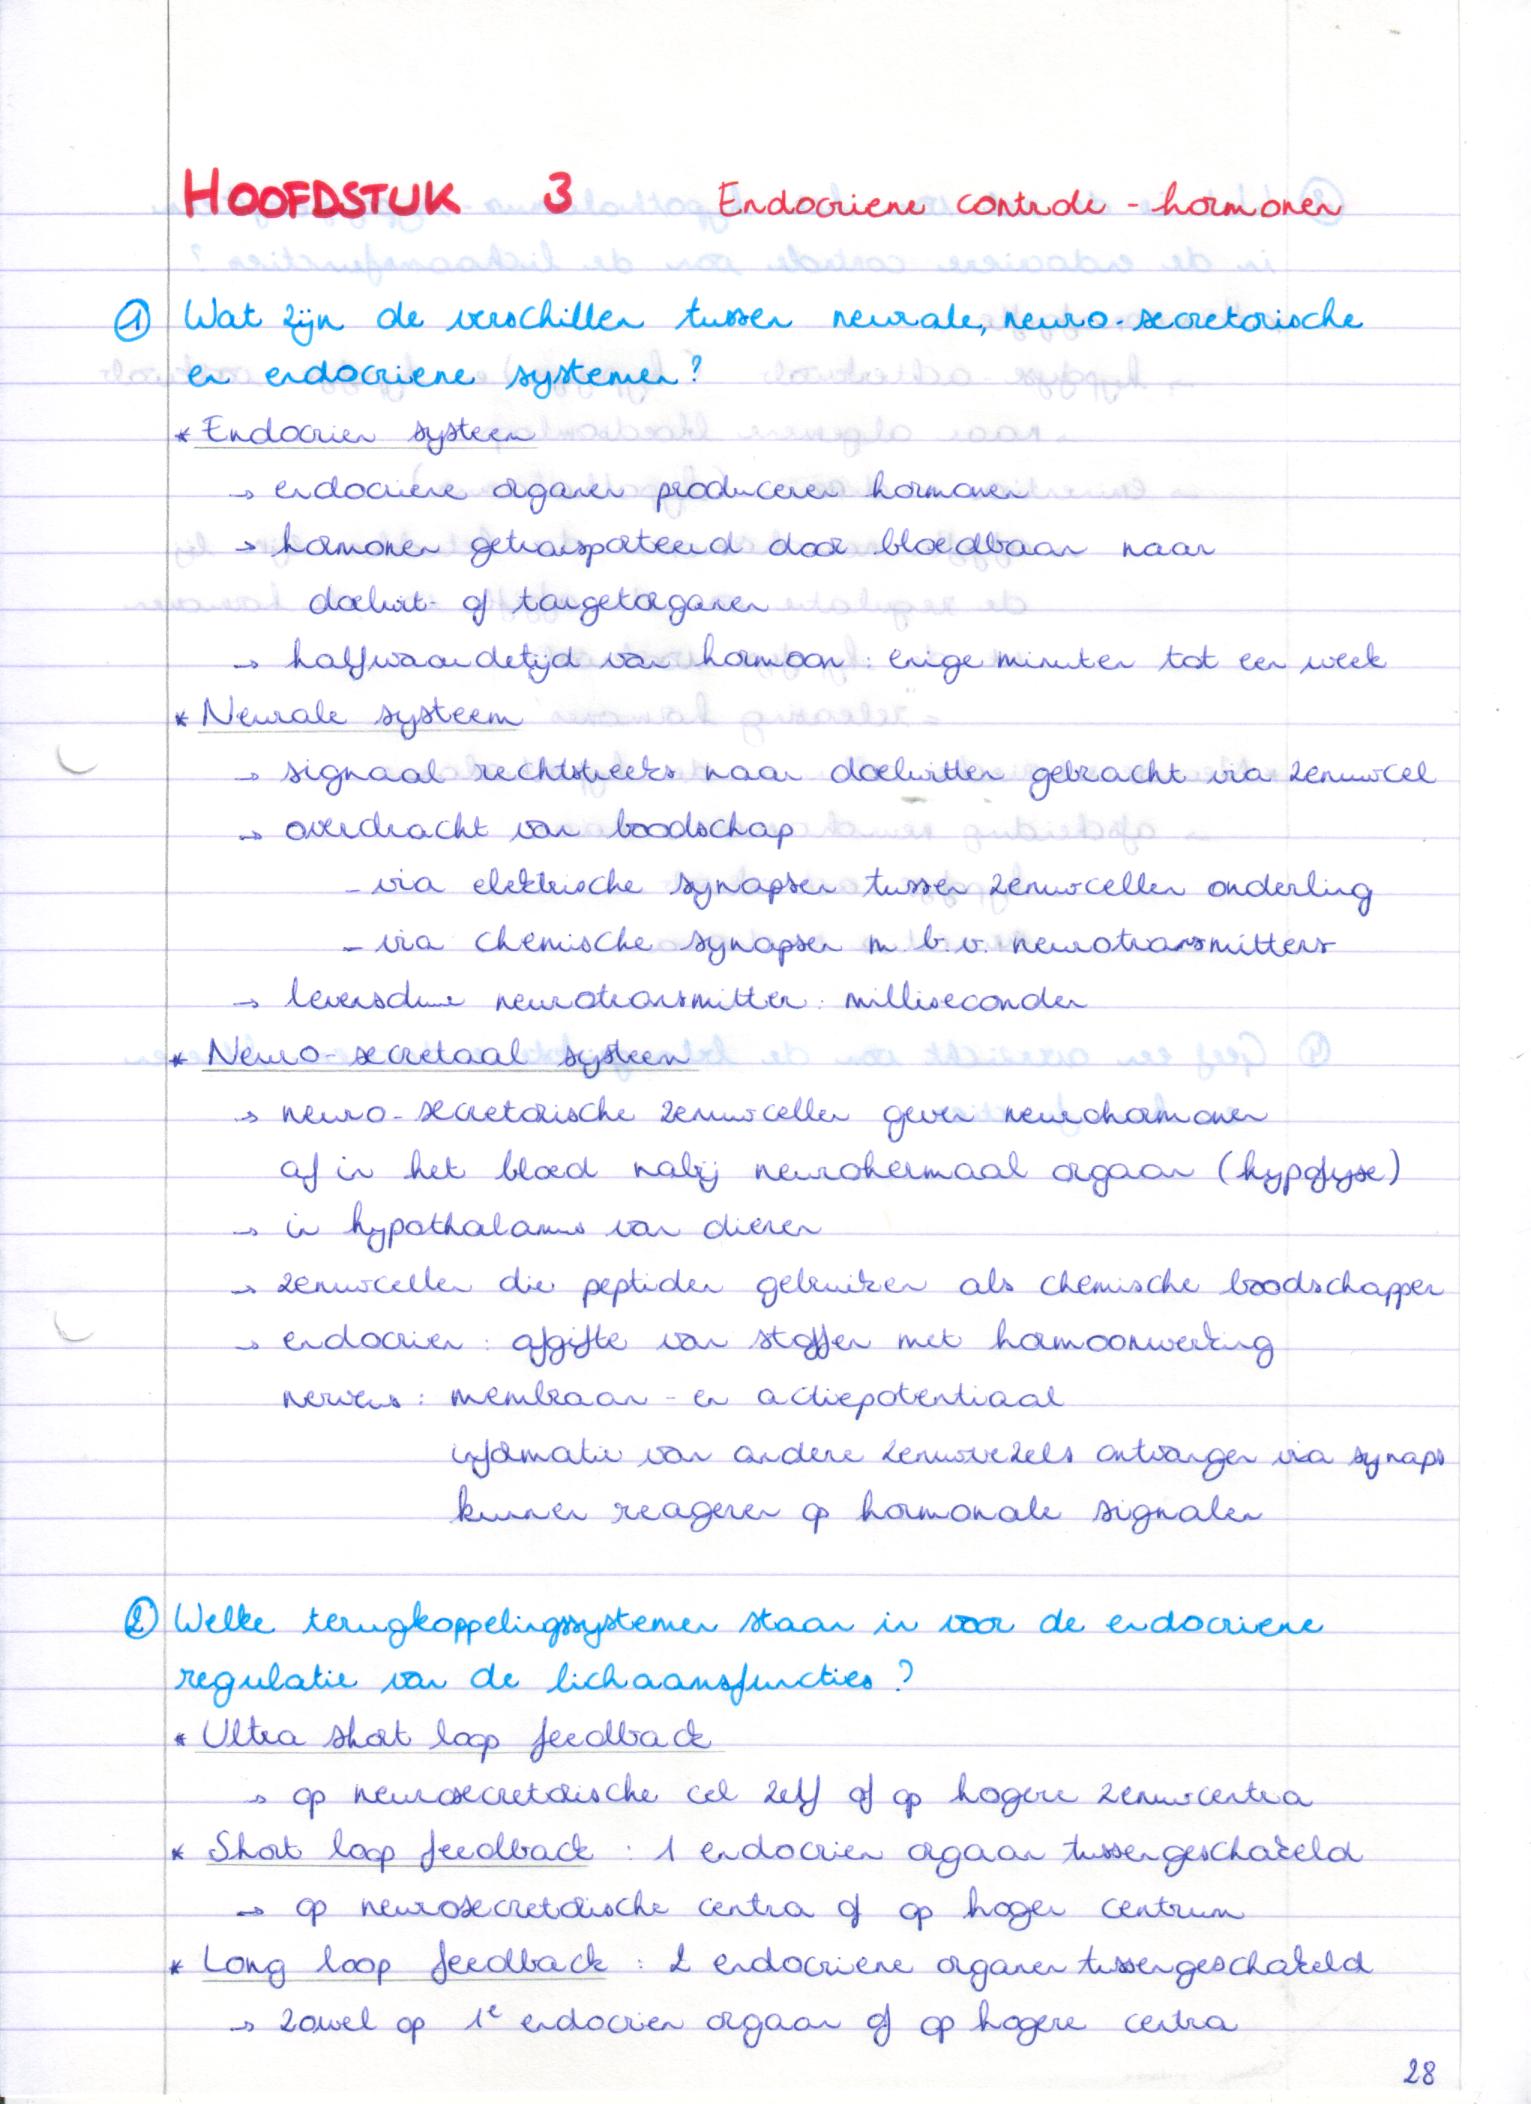 HOOFDSTUK 3 Endocriene controle - hormonen
① Wat zijn de verschillen tussen neurale, neuro-secretorische
en endocriene systemen?
* Endocrien systeem
→ endocriene organen produceren hormonen
→ hormonen getransporteerd door bloedbaan naar
doelwit- of targetorganen
→ halfwaardetijd van hormoon : enige minuten tot een week
* Neurale systeem
→ signaal rechtstreeks naar doelwitten gebracht via zenuwcel
→ overdracht van boodschap
- via elektrische synapsen tussen zenuwcellen onderling
- via chemische synapsen m.b.v. neurotransmitters
→ levensduur neurotransmitter : milliseconden
* Neuro-secretaal systeem
→ neuro-secretorische zenuwcellen geven neurohormonen
af in het bloed nabij neurohermaal orgaan (hypofyse)
→ in hypothalamus van dieren
→ zenuwcellen die peptiden gebruiken als chemische boodschapper
→ endocrien : afgifte van stoffen met hormoonwerking
nerveus : membraan- en actiepotentiaal
informatie van andere zenuwvezels ontvangen via synaps
kunnen reageren op hormonale signalen
② Welke terugkoppelingssystemen staan in voor de endocriene
regulatie van de lichaamsfuncties?
* Ultra short loop feedback
→ op neurosecretorische cel zelf of op hogere zenuwcentra
* Short loop feedback : 1 endocrien orgaan tussengeschakeld
→ op neurosecretorische centra of op hoger centrum
* Long loop feedback : 2 endocriene organen tussengeschakeld
→ zowel op 1e endocrien orgaan of op hogere centra
28